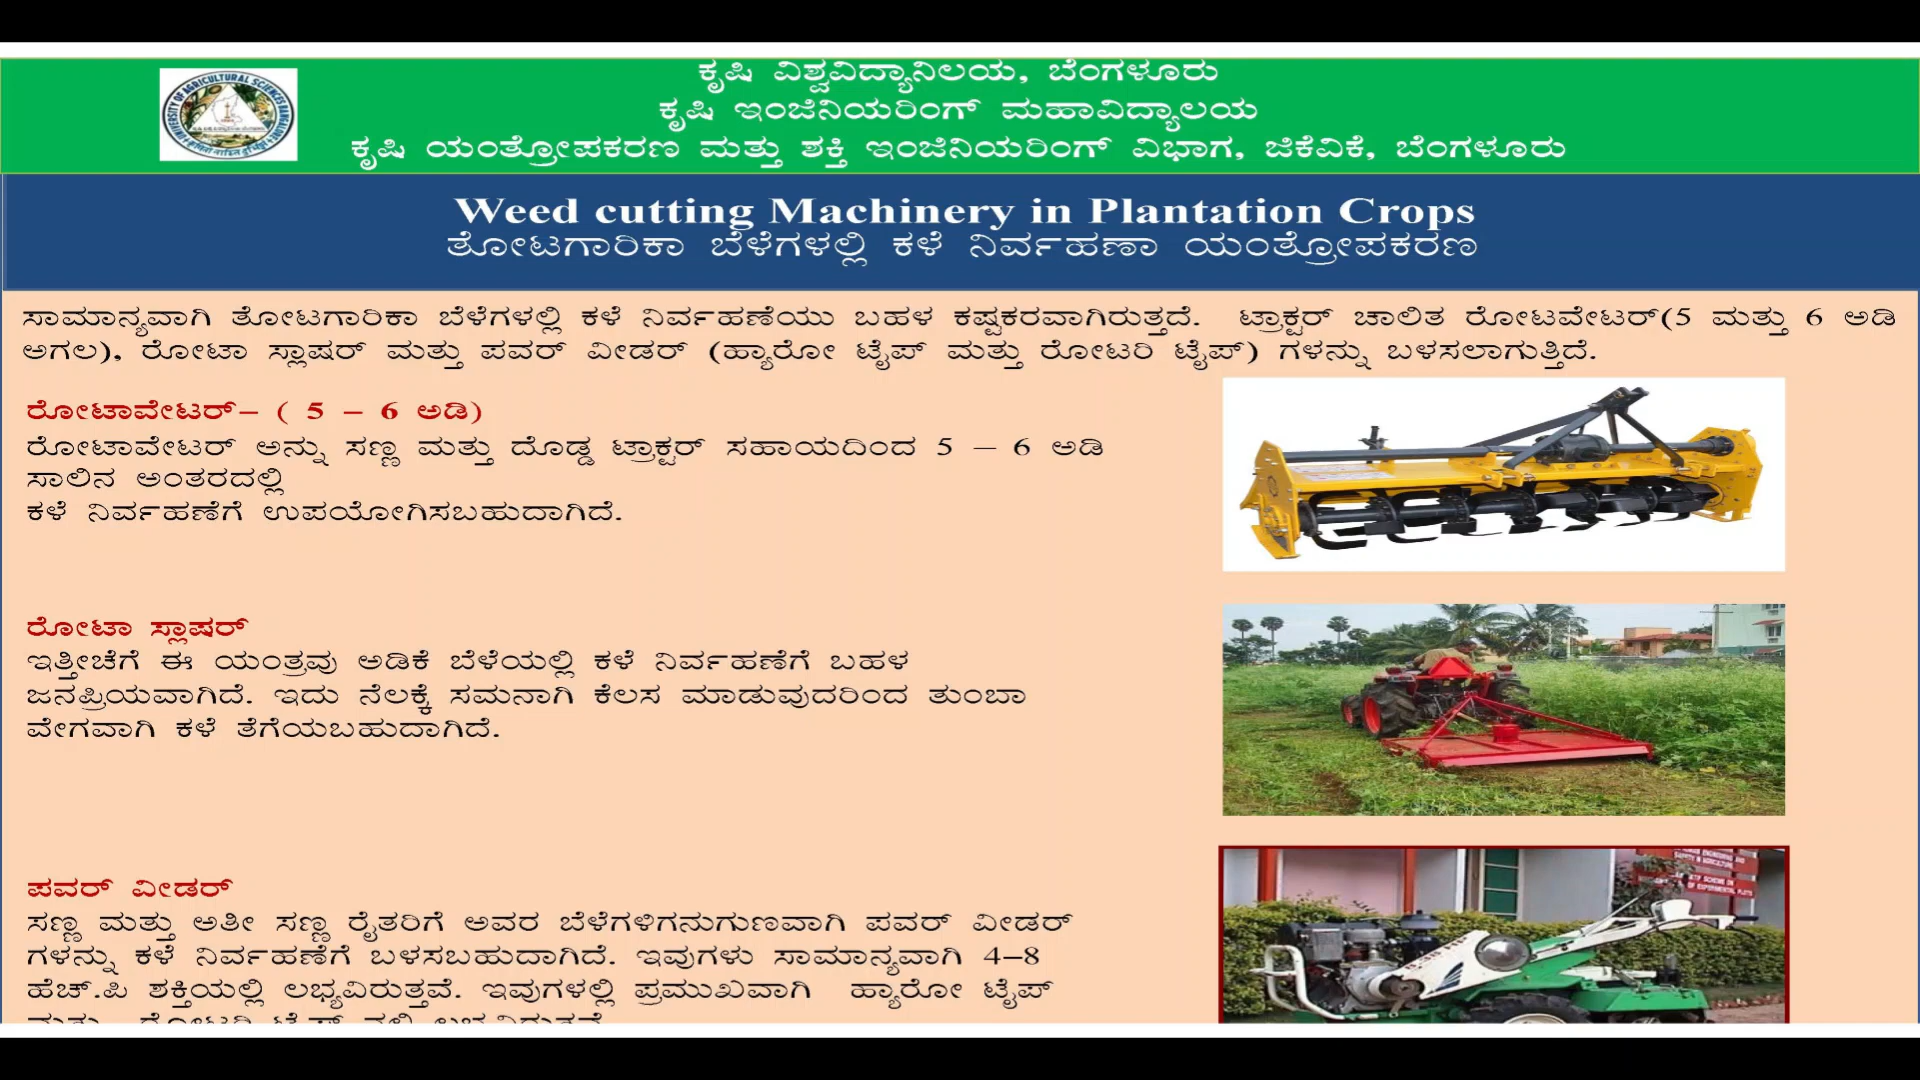 ಕೃಷಿ ವಿಶ್ವವಿದ್ಯಾನಿಲಯ, ಬೆಂಗಳೂರು
ಕೃಷಿ ಇಂಜಿನಿಯರಿಂಗ್ ಮಹಾವಿದ್ಯಾಲಯ
ಕೃಷಿ ಯಂತ್ರೋಪಕರಣ ಮತ್ತು ಶಕ್ತಿ ಇಂಜಿನಿಯರಿಂಗ್ ವಿಭಾಗ, ಜಿಕೆವಿಕೆ, ಬೆಂಗಳೂರು
UNIVERSITY OF AGRICULTURAL SCIENCES BANGALORE
Weed cutting Machinery in Plantation Crops
ತೋಟಗಾರಿಕಾ ಬೆಳೆಗಳಲ್ಲಿ ಕಳೆ ನಿರ್ವಹಣಾ ಯಂತ್ರೋಪಕರಣ
ಸಾಮಾನ್ಯವಾಗಿ ತೋಟಗಾರಿಕಾ ಬೆಳೆಗಳಲ್ಲಿ ಕಳೆ ನಿರ್ವಹಣೆಯು ಬಹಳ ಕಷ್ಟಕರವಾಗಿರುತ್ತದೆ. ಟ್ರಾಕ್ಟರ್ ಚಾಲಿತ ರೋಟವೇಟರ್(5 ಮತ್ತು 6 ಅಡಿ
ಅಗಲ), ರೋಟಾ ಸ್ಲಾಷರ್ ಮತ್ತು ಪವರ್ ವೀಡರ್ (ಹ್ಯಾರೋ ಟೈಪ್ ಮತ್ತು ರೋಟರಿ ಟೈಪ್) ಗಳನ್ನು ಬಳಸಲಾಗುತ್ತಿದೆ.
ರೋಟಾವೇಟರ್– ( 5 – 6 ಅಡಿ)
ರೋಟಾವೇಟರ್ ಅನ್ನು ಸಣ್ಣ ಮತ್ತು ದೊಡ್ಡ ಟ್ರಾಕ್ಟರ್ ಸಹಾಯದಿಂದ 5 – 6 ಅಡಿ
ಸಾಲಿನ ಅಂತರದಲ್ಲಿ
ಕಳೆ ನಿರ್ವಹಣೆಗೆ ಉಪಯೋಗಿಸಬಹುದಾಗಿದೆ.
ರೋಟಾ ಸ್ಲಾಷರ್
ಇತ್ತೀಚೆಗೆ ಈ ಯಂತ್ರವು ಅಡಿಕೆ ಬೆಳೆಯಲ್ಲಿ ಕಳೆ ನಿರ್ವಹಣೆಗೆ ಬಹಳ
ಜನಪ್ರಿಯವಾಗಿದೆ. ಇದು ನೆಲಕ್ಕೆ ಸಮನಾಗಿ ಕೆಲಸ ಮಾಡುವುದರಿಂದ ತುಂಬಾ
ವೇಗವಾಗಿ ಕಳೆ ತೆಗೆಯಬಹುದಾಗಿದೆ.
ಪವರ್ ವೀಡರ್
ಸಣ್ಣ ಮತ್ತು ಅತೀ ಸಣ್ಣ ರೈತರಿಗೆ ಅವರ ಬೆಳೆಗಳಿಗನುಗುಣವಾಗಿ ಪವರ್ ವೀಡರ್
ಗಳನ್ನು ಕಳೆ ನಿರ್ವಹಣೆಗೆ ಬಳಸಬಹುದಾಗಿದೆ. ಇವುಗಳು ಸಾಮಾನ್ಯವಾಗಿ 4–8
ಹೆಚ್.ಪಿ ಶಕ್ತಿಯಲ್ಲಿ ಲಭ್ಯವಿರುತ್ತವೆ. ಇವುಗಳಲ್ಲಿ ಪ್ರಮುಖವಾಗಿ ಹ್ಯಾರೋ ಟೈಪ್